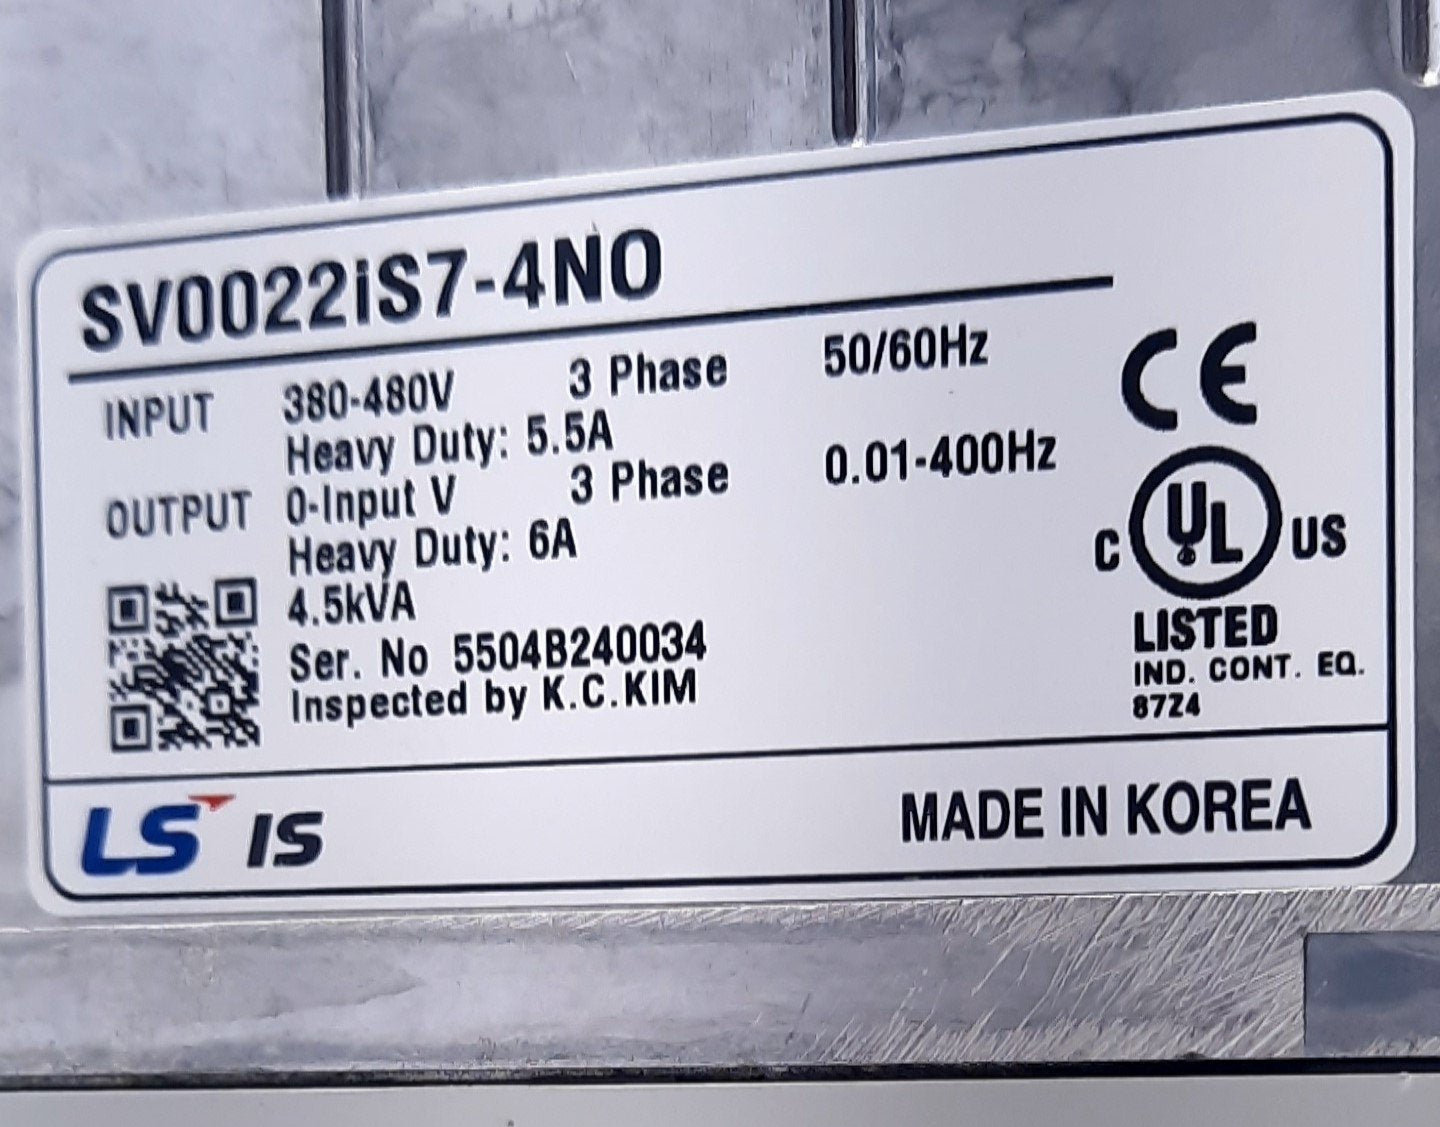 SV0022iS7-4NO
INPUT 380-480V 3 Phase 50/60Hz
Heavy Duty: 5.5A
OUTPUT 0-Input V 3 Phase 0.01-400Hz
Heavy Duty: 6A
4.5kVA
Ser. No 5504B240034
Inspected by K.C.KIM
CE
C UL US
LISTED
IND. CONT. EQ.
87Z4
LS IS
MADE IN KOREA